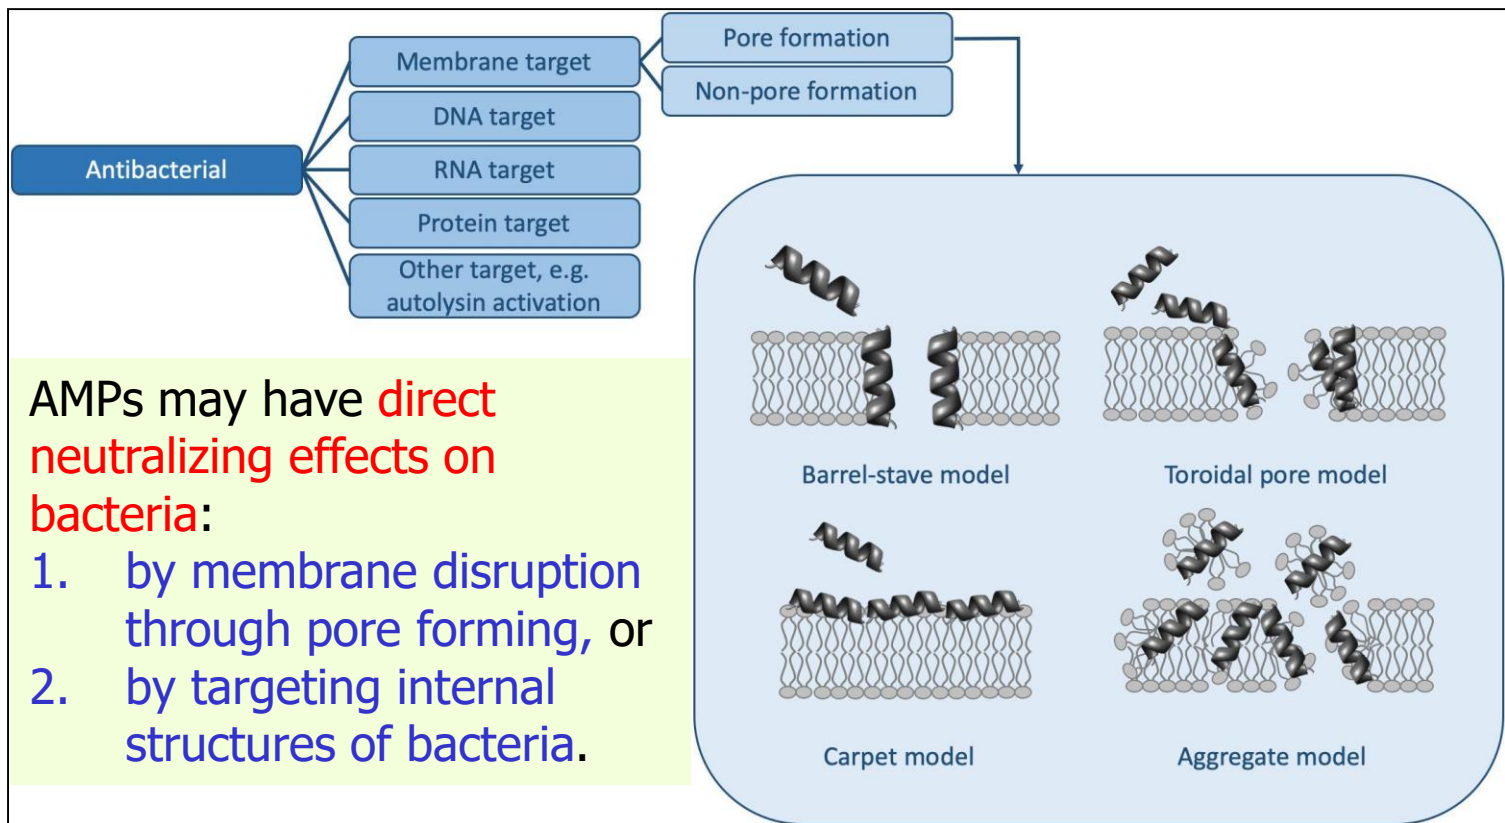 Antibacterial
Membrane target
DNA target
RNA target
Protein target
Other target, e.g.
autolysin activation
Pore formation
Non-pore formation
Barrel-stave model
Toroidal pore model
Carpet model
Aggregate model
AMPs may have direct
neutralizing effects on
bacteria:
1. by membrane disruption
through pore forming, or
2. by targeting internal
structures of bacteria.